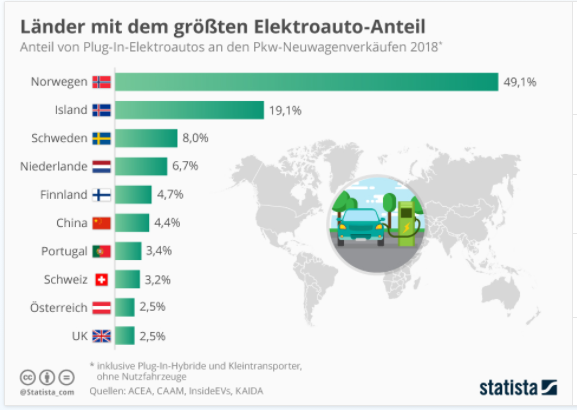 Länder mit dem größten Elektroauto-Anteil
Anteil von Plug-In-Elektroautos an den Pkw-Neuwagenverkäufen 2018*
Norwegen 49,1%
Island 19,1%
Schweden 8,0%
Niederlande 6,7%
Finnland 4,7%
China 4,4%
Portugal 3,4%
Schweiz 3,2%
Österreich 2,5%
UK 2,5%
* inklusive Plug-In-Hybride und Kleintransporter,
ohne Nutzfahrzeuge
@Statista_com
Quellen: ACEA, CAAM, InsideEVs, KAIDA
statista